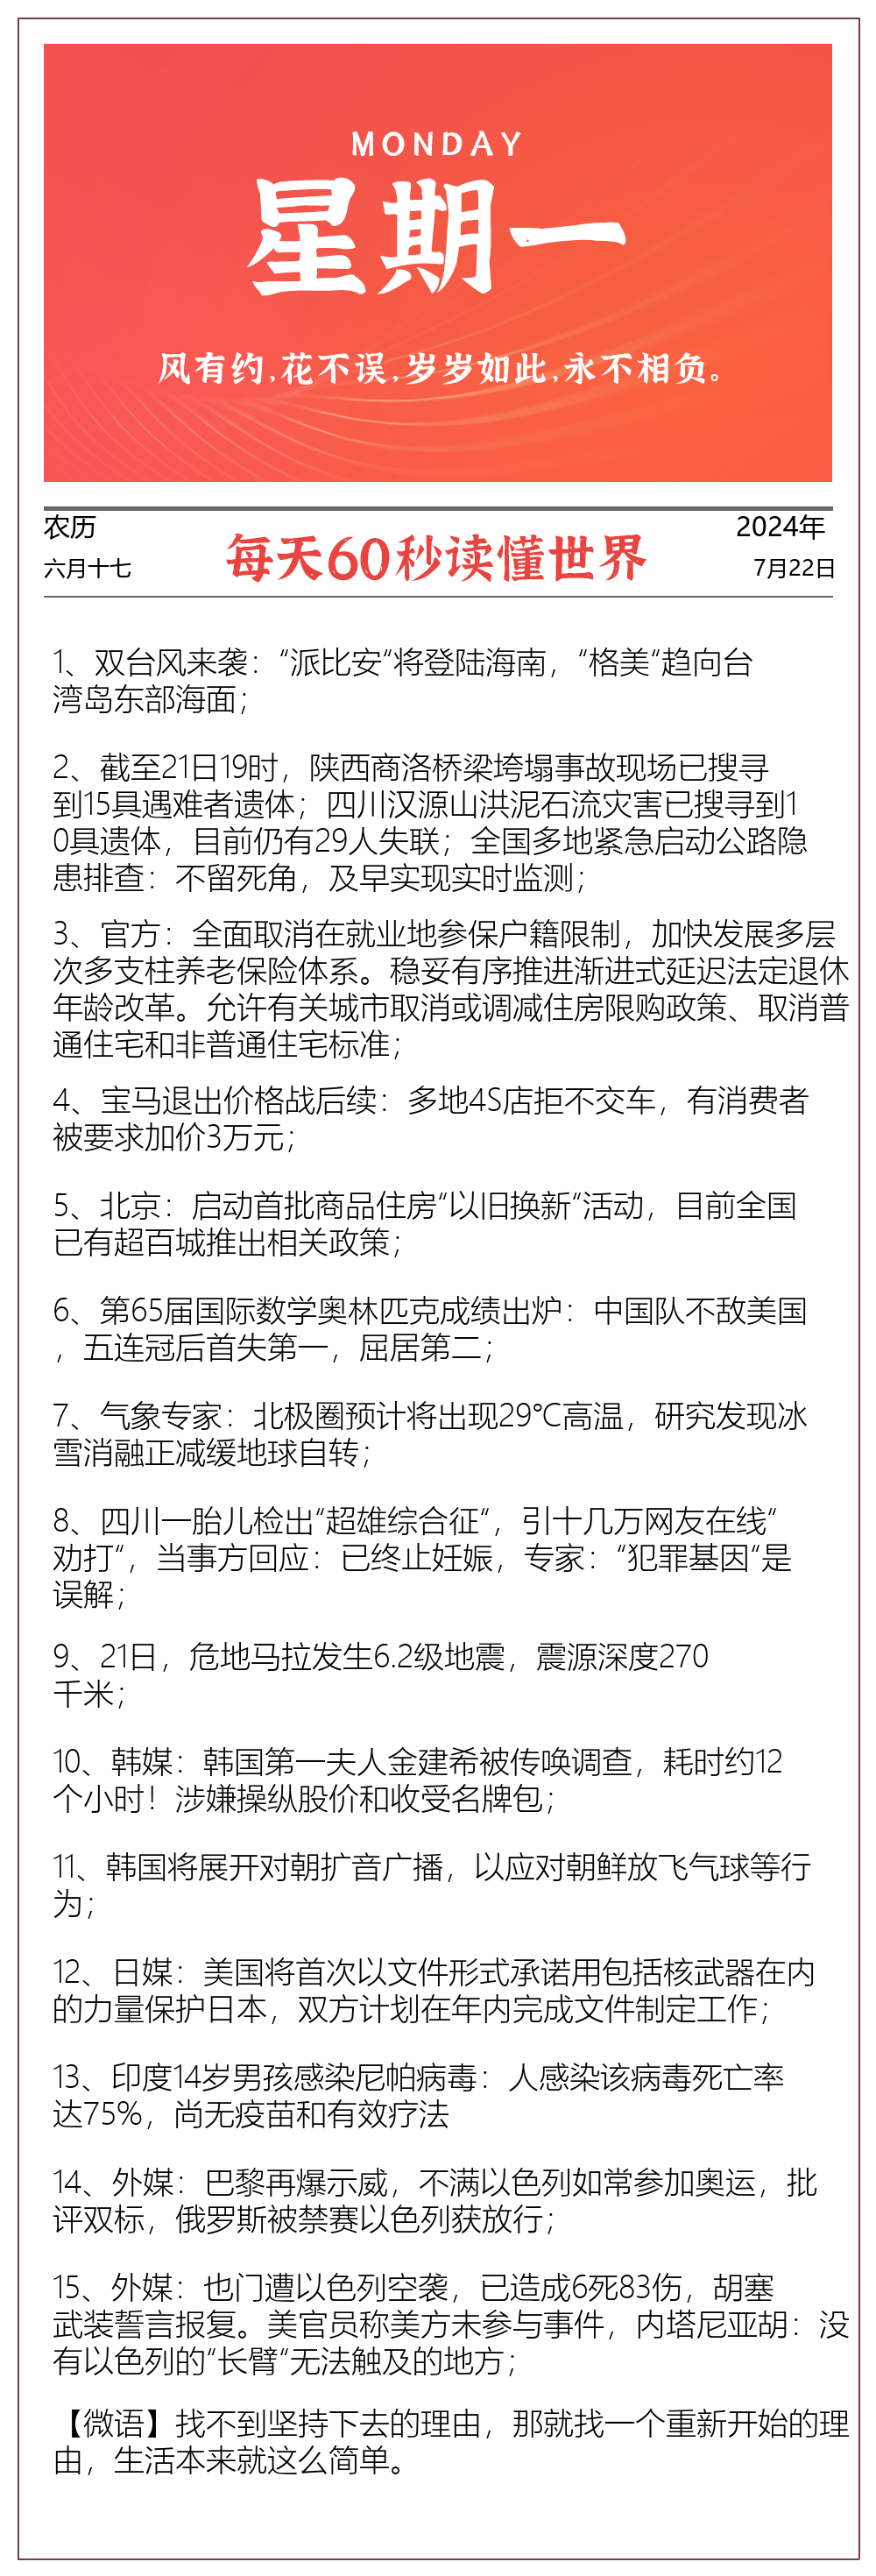 MONDAY
星期一
风有约,花不误,岁岁如此,永不相负。
农历
六月十七
每天60秒读懂世界
2024年
7月22日
1、双台风来袭：“派比安“将登陆海南，“格美“趋向台
湾岛东部海面；
2、截至21日19时，陕西商洛桥梁垮塌事故现场已搜寻
到15具遇难者遗体；四川汉源山洪泥石流灾害已搜寻到1
0具遗体，目前仍有29人失联；全国多地紧急启动公路隐
患排查：不留死角，及早实现实时监测；
3、官方：全面取消在就业地参保户籍限制，加快发展多层
次多支柱养老保险体系。稳妥有序推进渐进式延迟法定退休
年龄改革。允许有关城市取消或调减住房限购政策、取消普
通住宅和非普通住宅标准；
4、宝马退出价格战后续：多地4S店拒不交车，有消费者
被要求加价3万元；
5、北京：启动首批商品住房“以旧换新“活动，目前全国
已有超百城推出相关政策；
6、第65届国际数学奥林匹克成绩出炉：中国队不敌美国
，五连冠后首失第一，屈居第二；
7、气象专家：北极圈预计将出现29℃高温，研究发现冰
雪消融正减缓地球自转；
8、四川一胎儿检出“超雄综合征“，引十几万网友在线“
劝打“，当事方回应：已终止妊娠，专家：“犯罪基因“是
误解；
9、21日，危地马拉发生6.2级地震，震源深度270
千米；
10、韩媒：韩国第一夫人金建希被传唤调查，耗时约12
个小时！涉嫌操纵股价和收受名牌包；
11、韩国将展开对朝扩音广播，以应对朝鲜放飞气球等行
为；
12、日媒：美国将首次以文件形式承诺用包括核武器在内
的力量保护日本，双方计划在年内完成文件制定工作；
13、印度14岁男孩感染尼帕病毒：人感染该病毒死亡率
达75%，尚无疫苗和有效疗法
14、外媒：巴黎再爆示威，不满以色列如常参加奥运，批
评双标，俄罗斯被禁赛以色列获放行；
15、外媒：也门遭以色列空袭，已造成6死83伤，胡塞
武装誓言报复。美官员称美方未参与事件，内塔尼亚胡：没
有以色列的“长臂“无法触及的地方；
【微语】找不到坚持下去的理由，那就找一个重新开始的理
由，生活本来就这么简单。